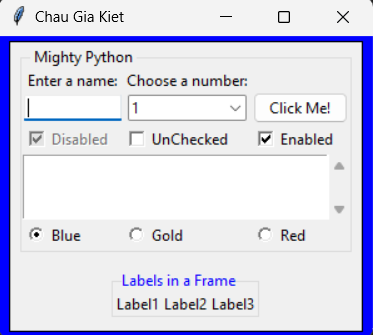 Chau Gia Kiet
Mighty Python
Enter a name: Choose a number:
1 Click Me!
Disabled UnChecked Enabled
Blue Gold Red
Labels in a Frame
Label1 Label2 Label3